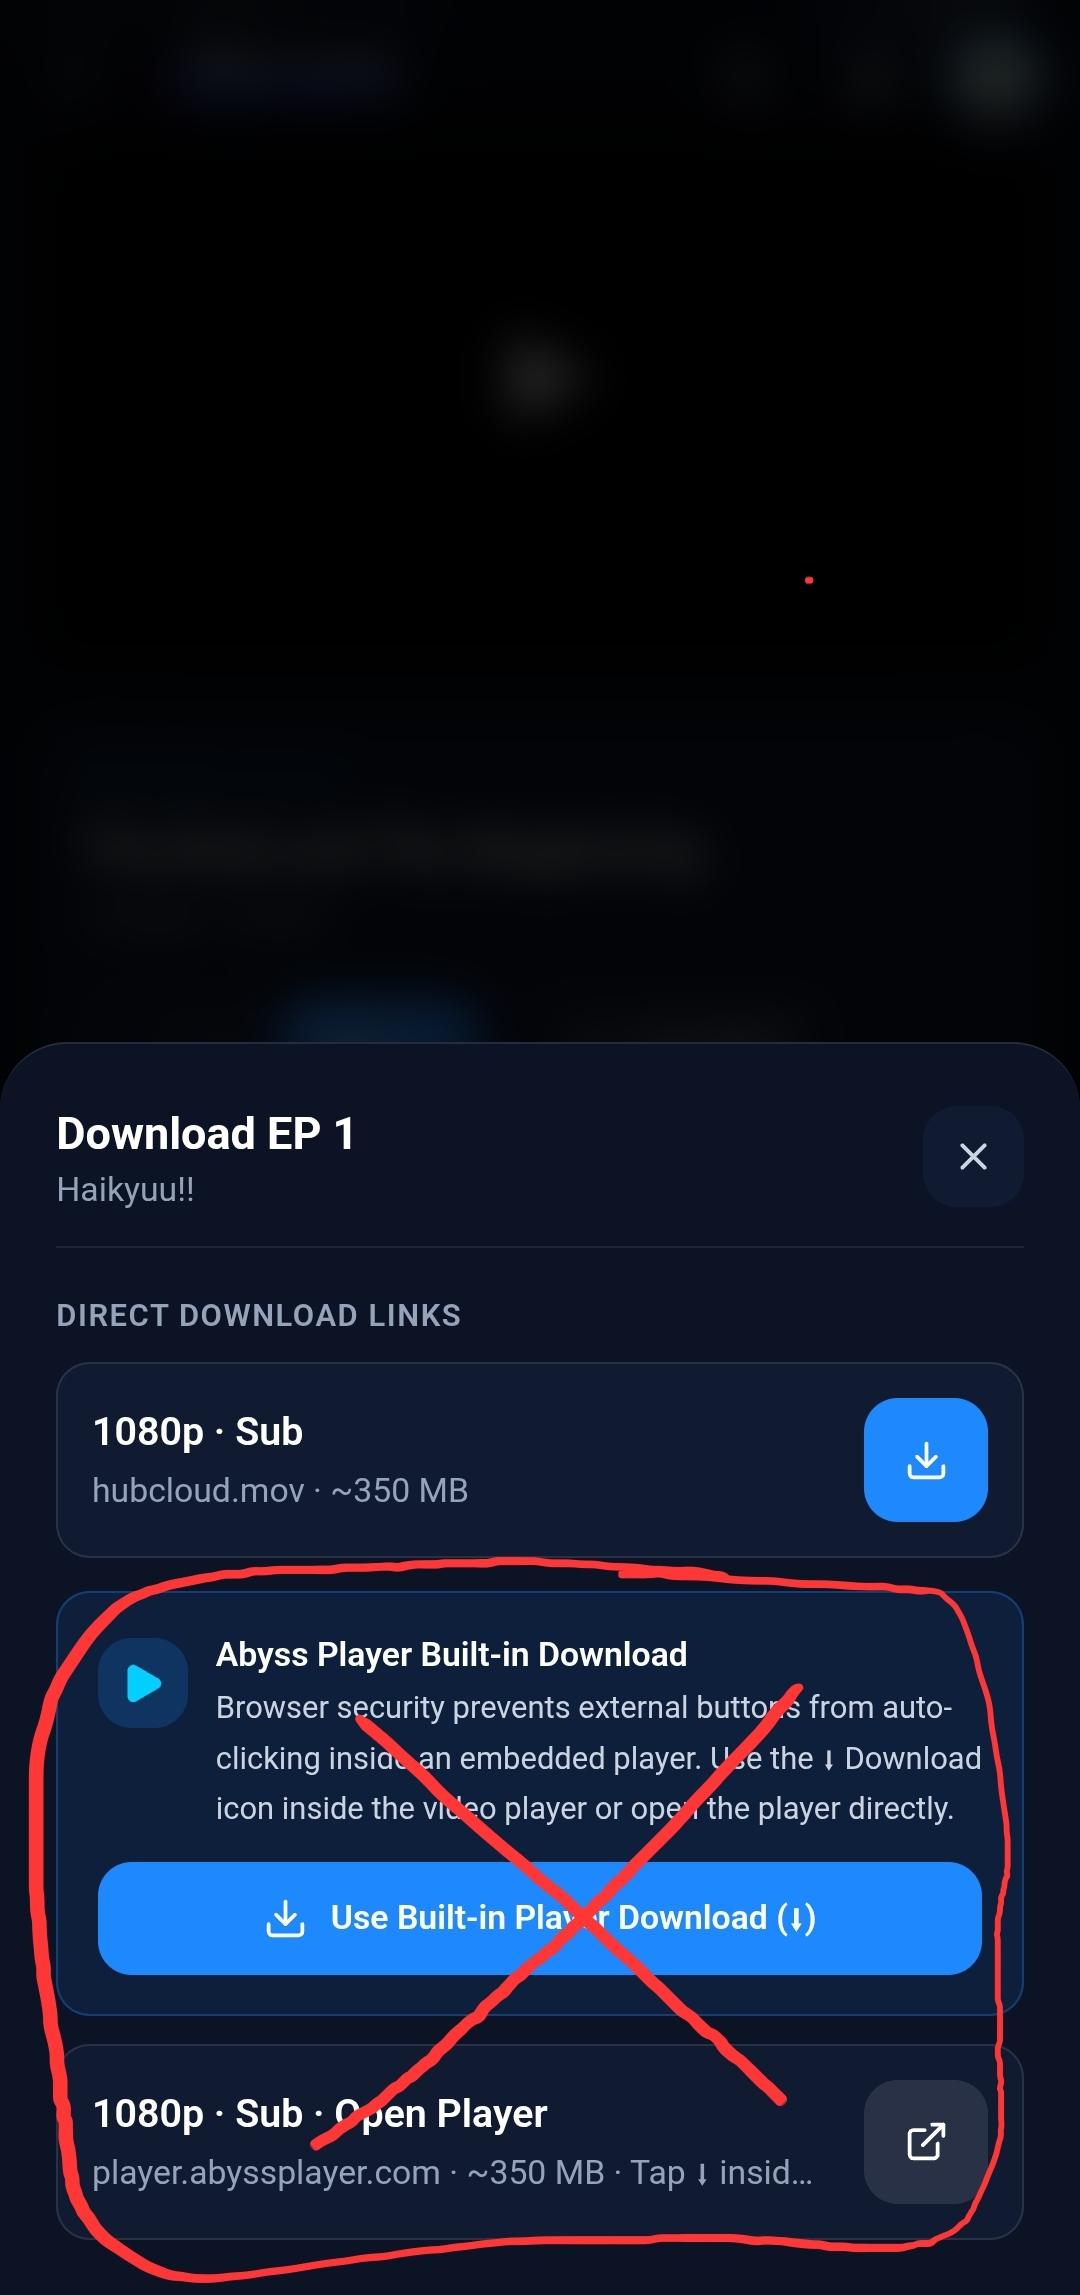 Download EP 1
Haikyuu!!
DIRECT DOWNLOAD LINKS
1080p · Sub
hubcloud.mov · ~350 MB
Abyss Player Built-in Download
Browser security prevents external buttons from auto-
clicking inside an embedded player. Use the ⭳ Download
icon inside the video player or open the player directly.
Use Built-in Player Download (⭳)
1080p · Sub · Open Player
player.abyssplayer.com · ~350 MB · Tap ⭳ insid...